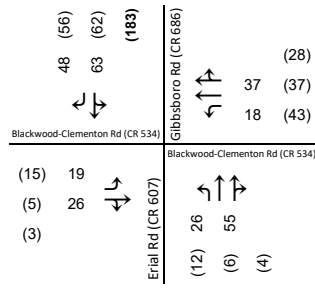 (56) (62) (183)
48 63
Blackwood-Clementon Rd (CR 534)
Gibbsboro Rd (CR 686)
(28)
37 (37)
18 (43)
(15) 19
(5) 26
(3)
Erial Rd (CR 607)
Blackwood-Clementon Rd (CR 534)
26 55
(12) (6) (4)